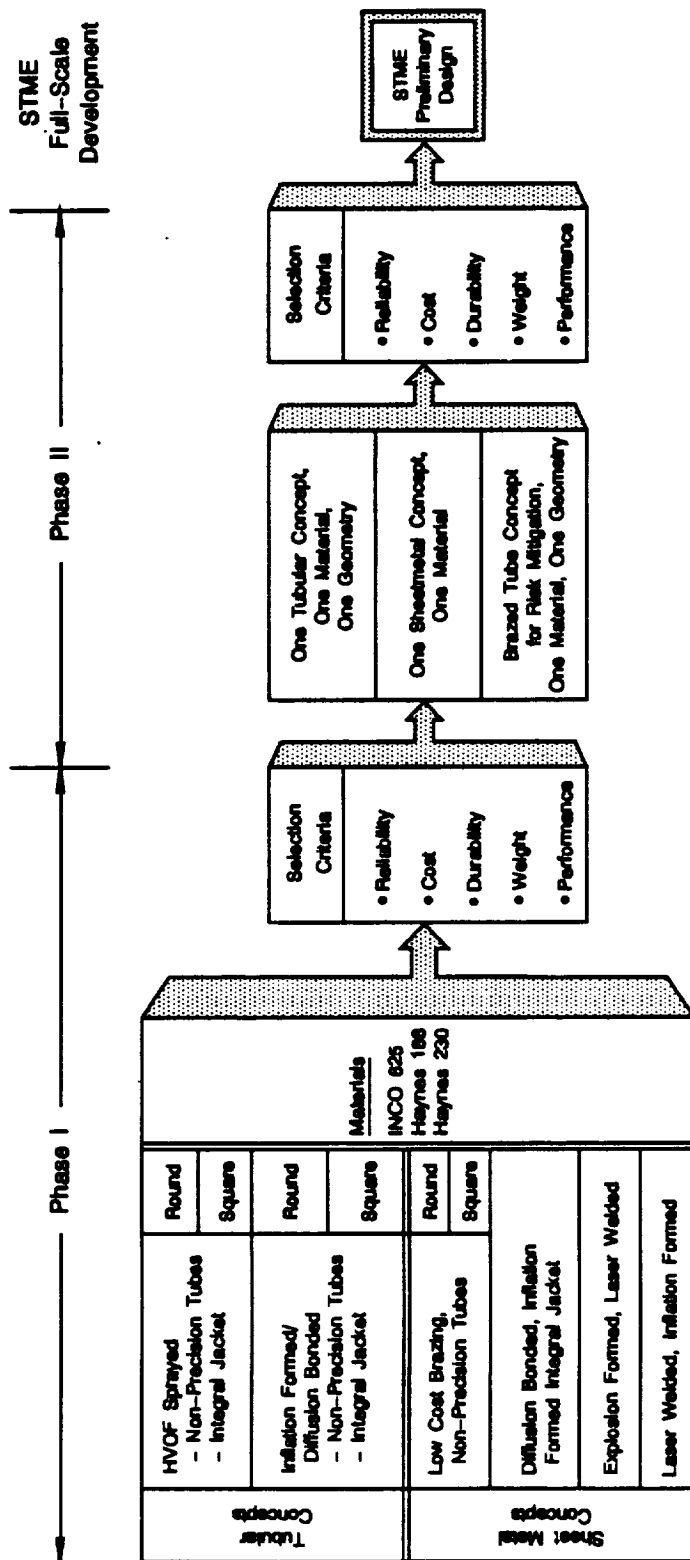 Phase I
Phase II
STME
Full-Scale
Development
Tubular
Concepts
HVOF Sprayed
- Non-Precision Tubes
- Integral Jacket
Round
Square
Inflation Formed/
Diffusion Bonded
- Non-Precision Tubes
- Integral Jacket
Round
Square
Sheet Metal
Concepts
Low Cost Brazing,
Non-Precision Tubes
Round
Square
Diffusion Bonded, Inflation
Formed Integral Jacket
Explosion Formed, Laser Welded
Laser Welded, Inflation Formed
Materials
INCO 625
Haynes 188
Haynes 230
Selection
Criteria
• Reliability
• Cost
• Durability
• Weight
• Performance
One Tubular Concept,
One Material,
One Geometry
One Sheetmetal Concept,
One Material
Brazed Tube Concept
for Risk Mitigation,
One Material, One Geometry
Selection
Criteria
• Reliability
• Cost
• Durability
• Weight
• Performance
STME
Preliminary
Design